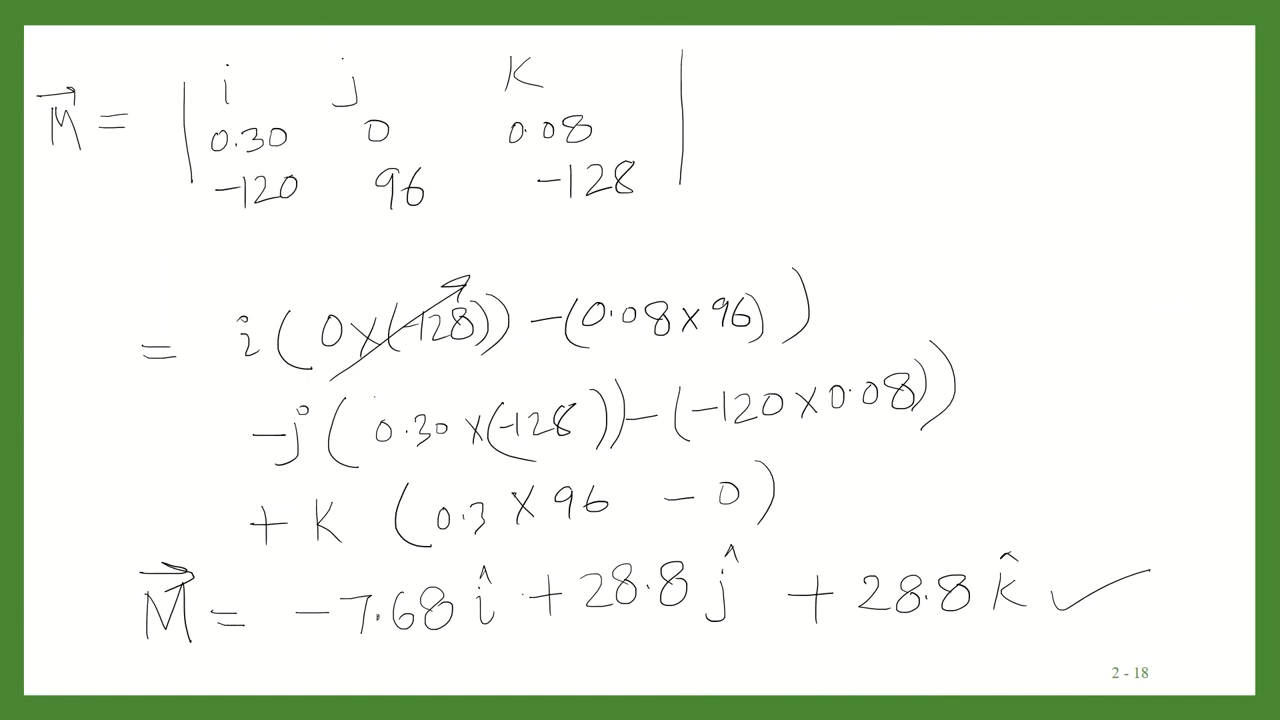 M = | i j k |
0.30 0 0.08
-120 96 -128
= i ( 0 x (-128)) - (0.08 x 96) )
-j ( 0.30 x (-128)) - (-120 x 0.08))
+ k ( 0.3 x 96 - 0 )
M = -7.68 î + 28.8 ĵ + 28.8 k̂ ✓
2 - 18